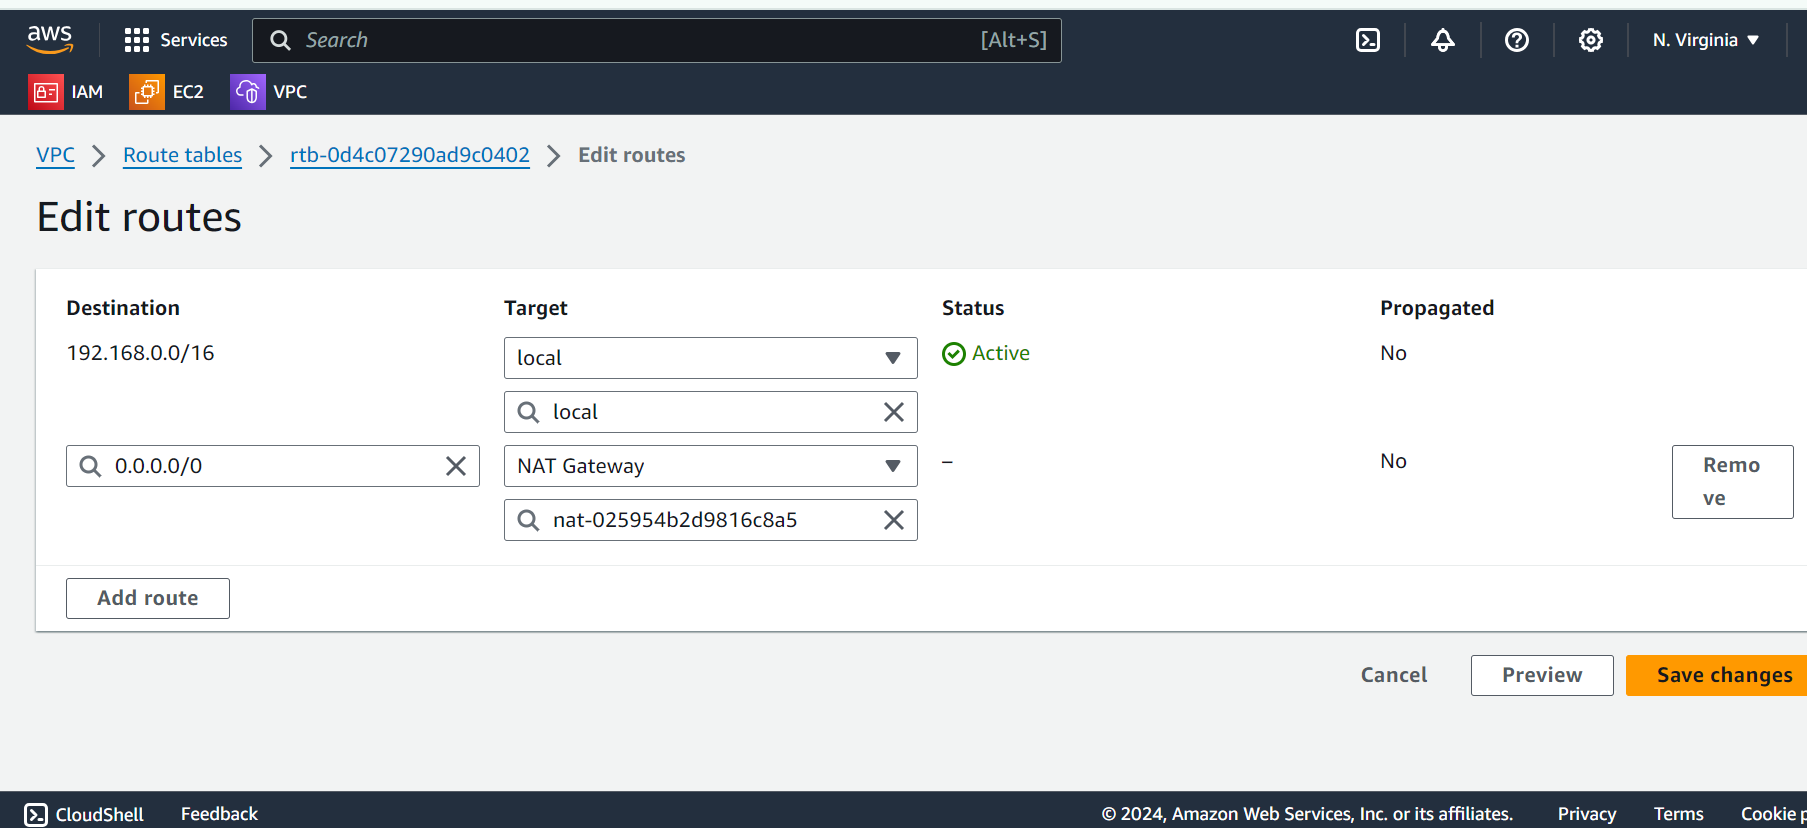 aws
Services
Search
[Alt+S]
N. Virginia
IAM
EC2
VPC
VPC
Route tables
rtb-0d4c07290ad9c0402
Edit routes
Edit routes
Destination
Target
Status
Propagated
192.168.0.0/16
local
Active
No
local
0.0.0.0/0
NAT Gateway
–
No
Remo
ve
nat-025954b2d9816c8a5
Add route
Cancel
Preview
Save changes
CloudShell
Feedback
© 2024, Amazon Web Services, Inc. or its affiliates.
Privacy
Terms
Cookie p